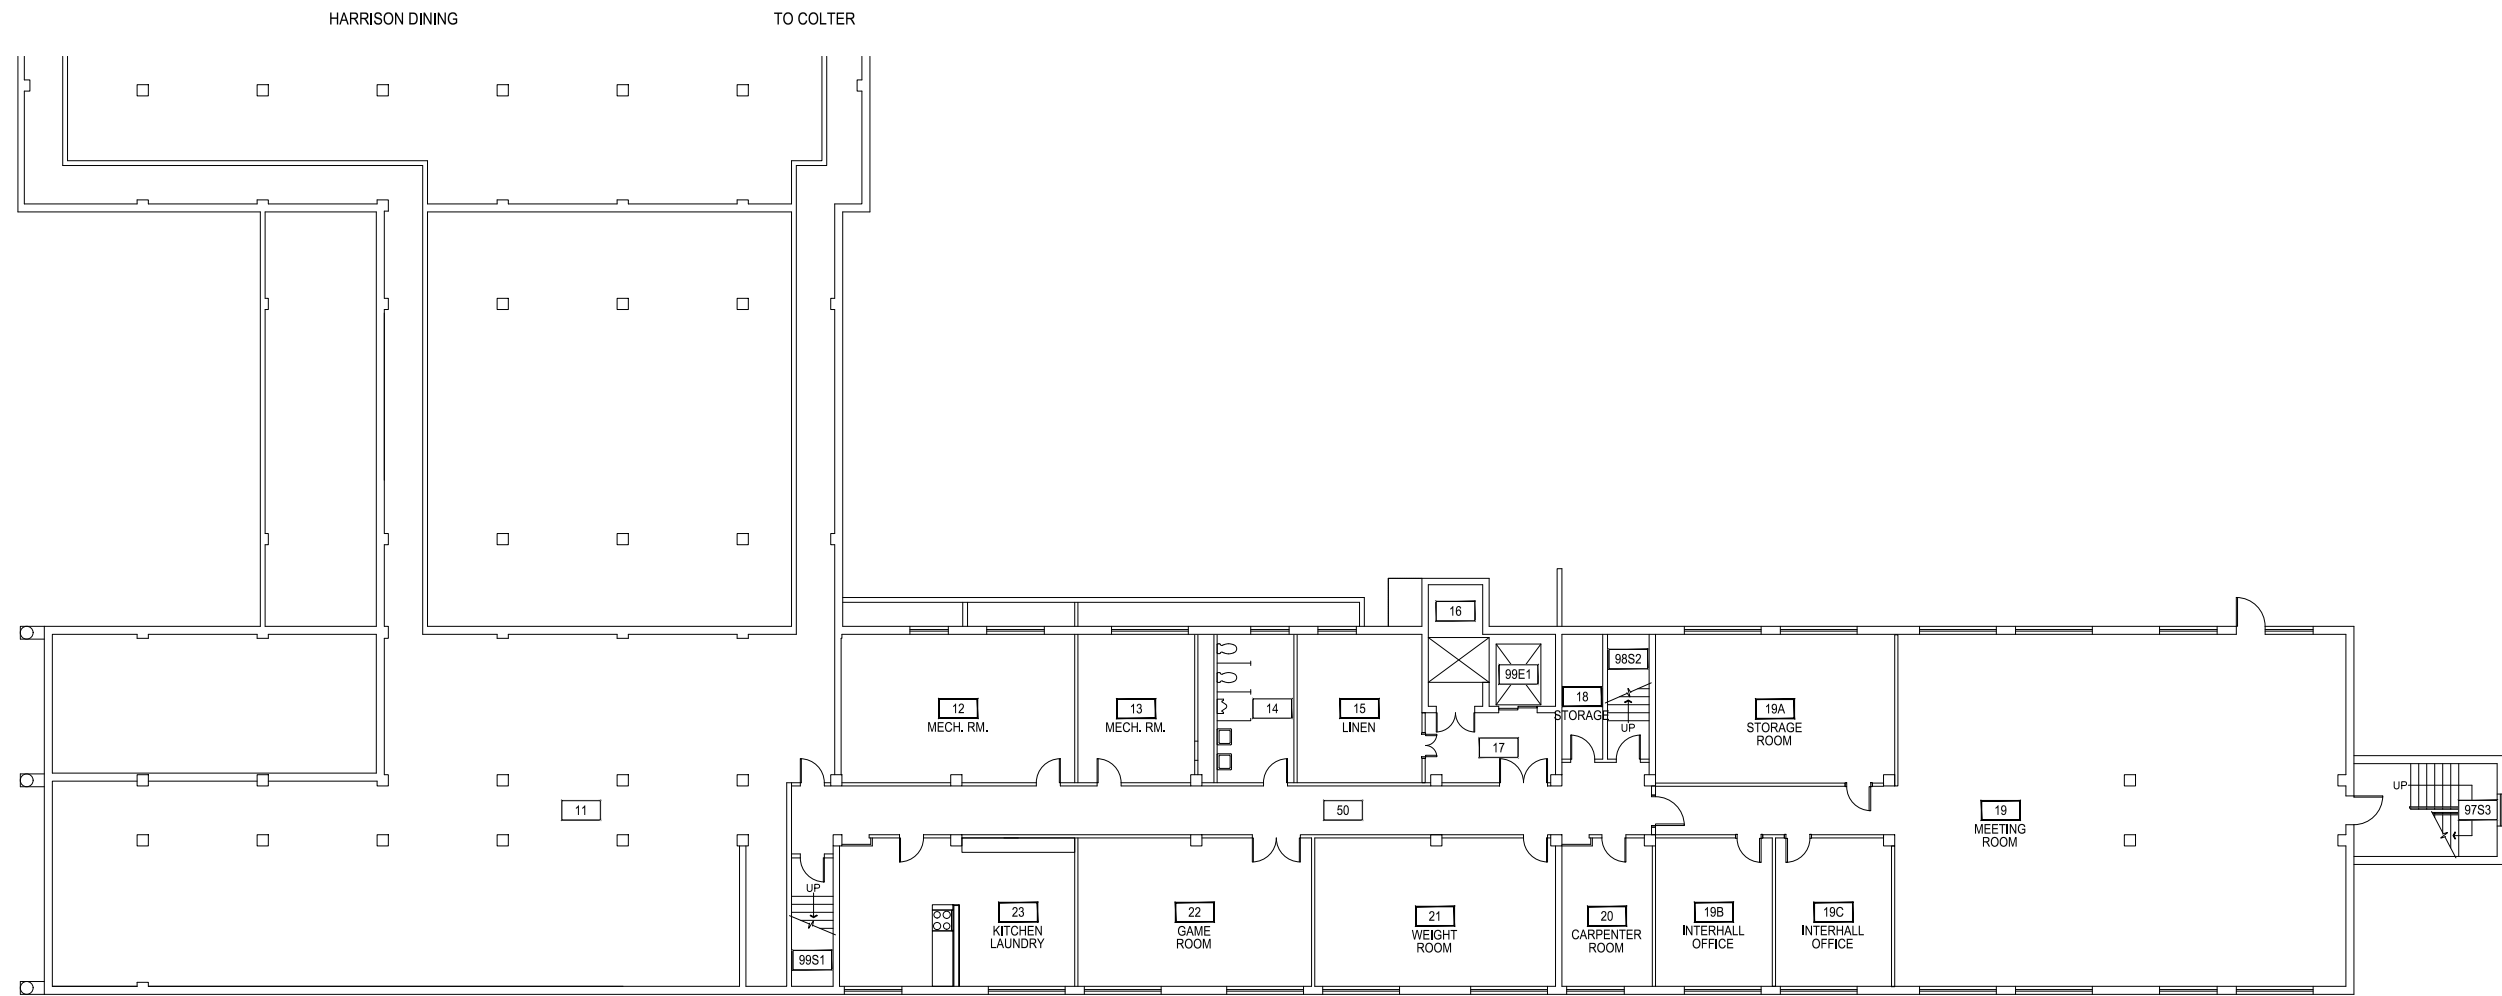 HARRISON DINING
TO COLTER
16
98S2
99E1
18
STORAGE
12
MECH. RM.
13
MECH. RM.
14
15
LINEN
19A
STORAGE
ROOM
UP
17
UP
11
50
19
MEETING
ROOM
97S3
UP
23
KITCHEN
LAUNDRY
22
GAME
ROOM
21
WEIGHT
ROOM
20
CARPENTER
ROOM
19B
INTERHALL
OFFICE
19C
INTERHALL
OFFICE
99S1